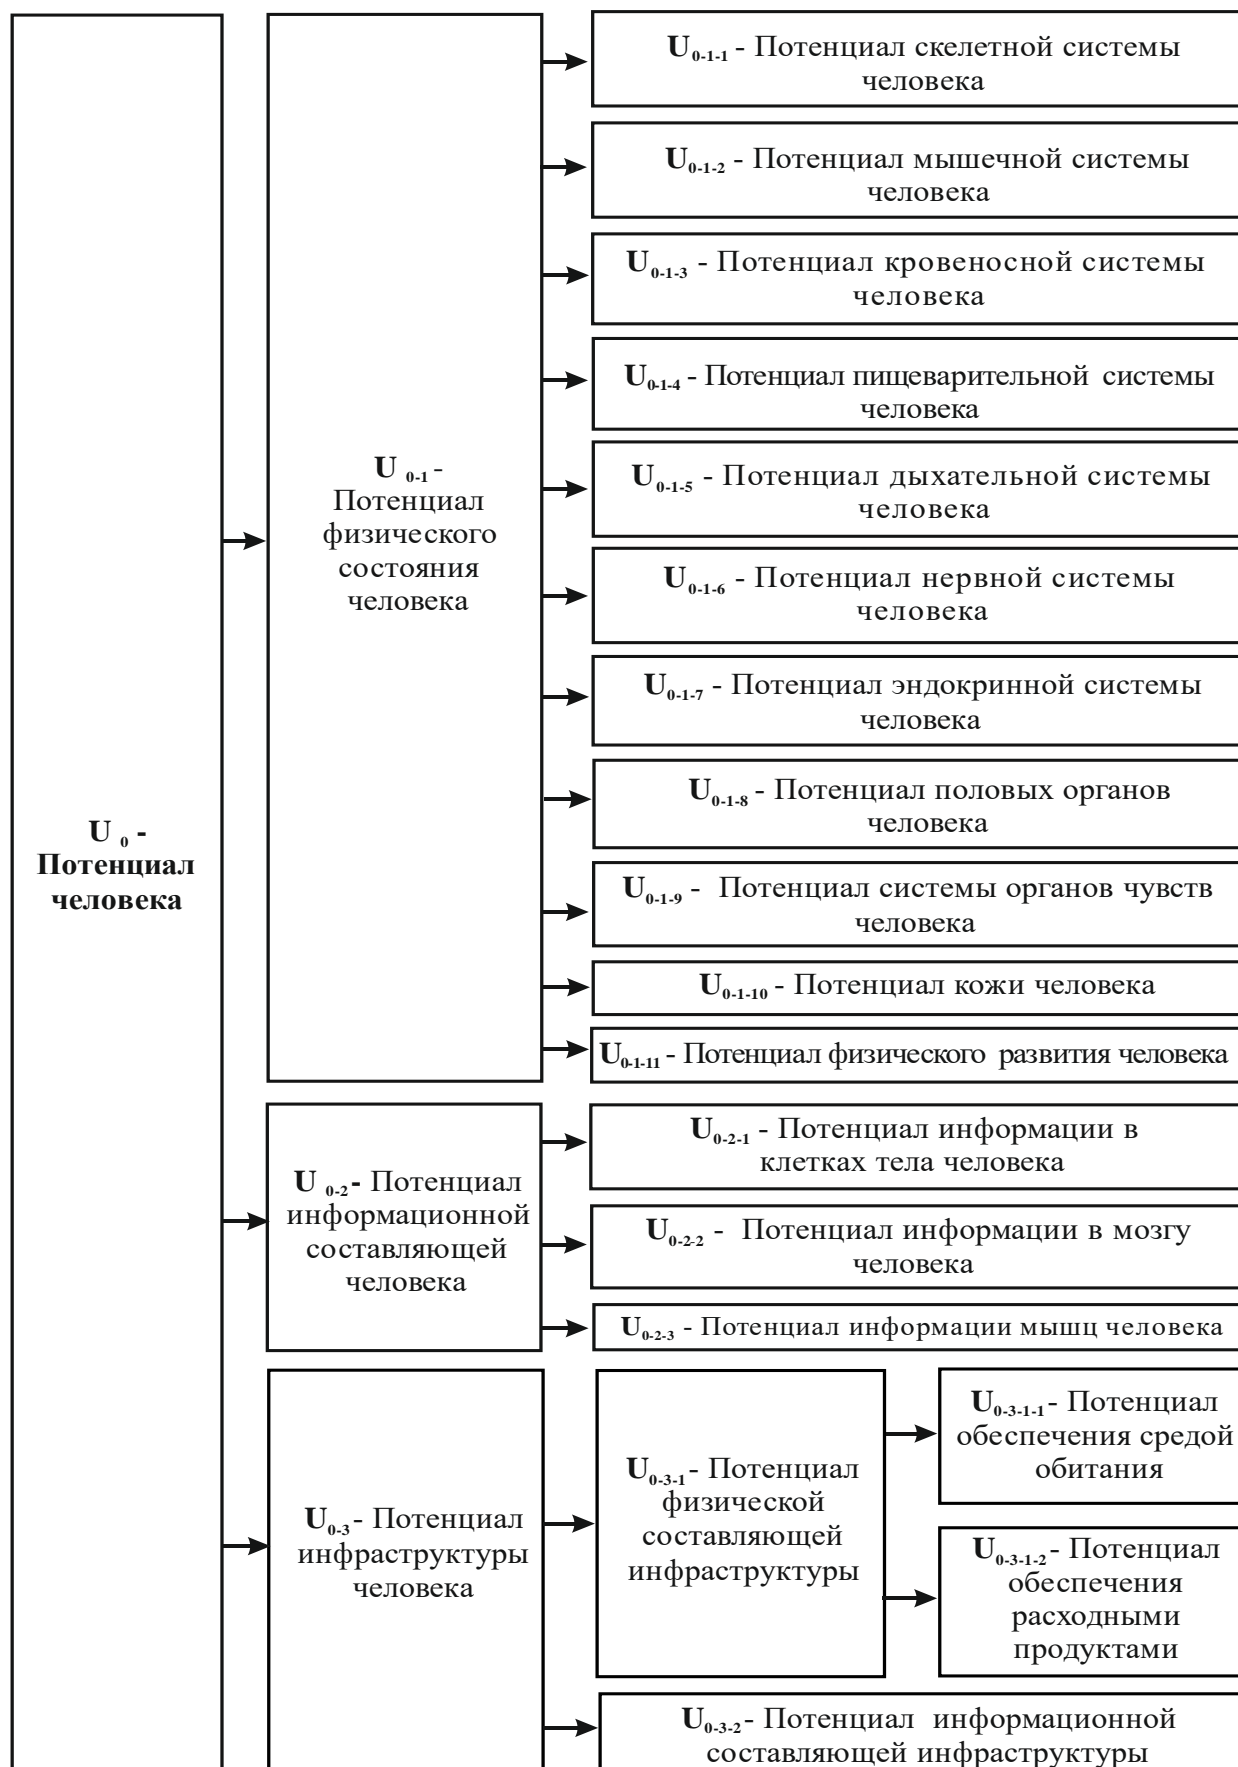 U 0 -
Потенциал
человека
U 0-1 -
Потенциал
физического
состояния
человека
U0-1-1 - Потенциал скелетной системы
человека
U0-1-2 - Потенциал мышечной системы
человека
U0-1-3 - Потенциал кровеносной системы
человека
U0-1-4 - Потенциал пищеварительной системы
человека
U0-1-5 - Потенциал дыхательной системы
человека
U0-1-6 - Потенциал нервной системы
человека
U0-1-7 - Потенциал эндокринной системы
человека
U0-1-8 - Потенциал половых органов
человека
U0-1-9 - Потенциал системы органов чувств
человека
U0-1-10 - Потенциал кожи человека
U0-1-11 - Потенциал физического развития человека
U 0-2 - Потенциал
информационной
составляющей
человека
U0-2-1 - Потенциал информации в
клетках тела человека
U0-2-2 - Потенциал информации в мозгу
человека
U0-2-3 - Потенциал информации мышц человека
U0-3 - Потенциал
инфраструктуры
человека
U0-3-1 - Потенциал
физической
составляющей
инфраструктуры
U0-3-1-1 - Потенциал
обеспечения средой
обитания
U0-3-1-2 - Потенциал
обеспечения
расходными
продуктами
U0-3-2 - Потенциал информационной
составляющей инфраструктуры